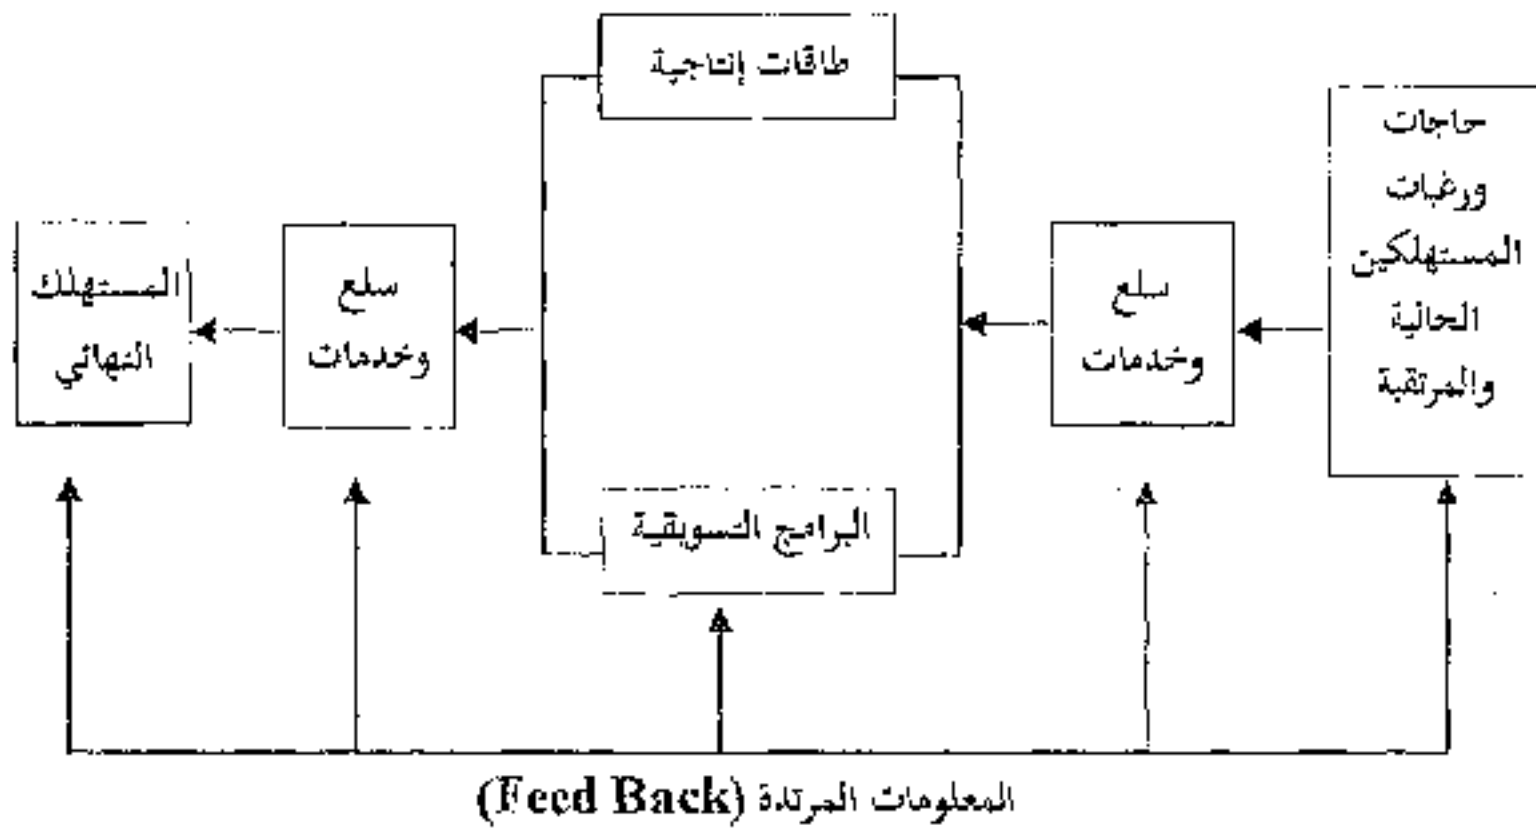 طاقات إنتاجية
حاجات
ورغبات
المستهلكين
الحالية
والمرتقبة
سلع
وخدمات
سلع
وخدمات
المستهلك
النهائي
البرامج التسويقية
المعلومات المرتدة (Feed Back)